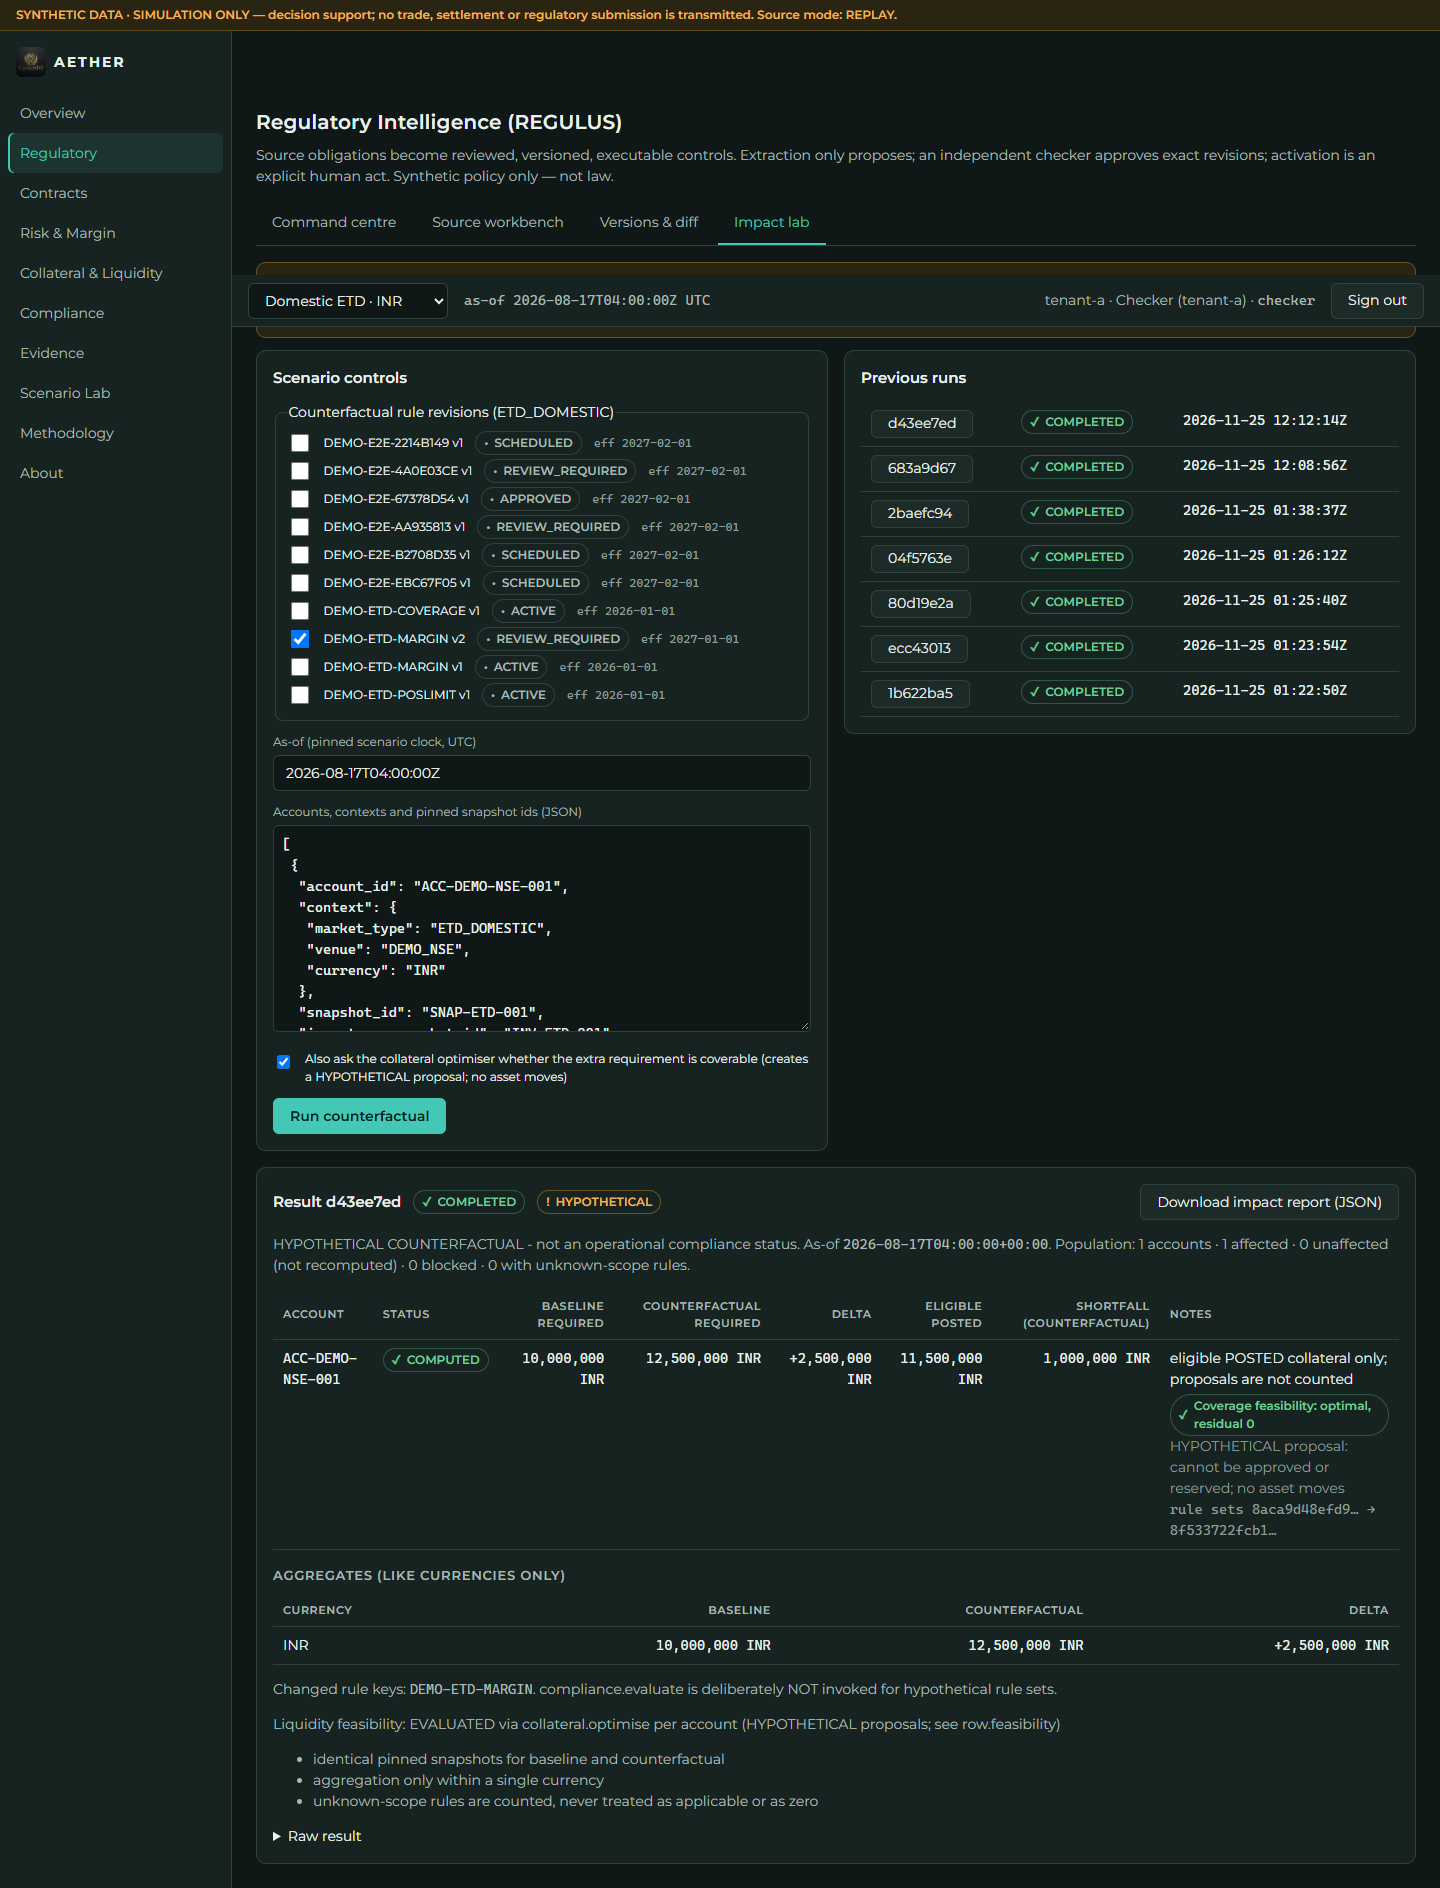 SYNTHETIC DATA · SIMULATION ONLY — decision support; no trade, settlement or regulatory submission is transmitted. Source mode: REPLAY.
AETHER
Overview
Regulatory
Contracts
Risk & Margin
Collateral & Liquidity
Compliance
Evidence
Scenario Lab
Methodology
About
Regulatory Intelligence (REGULUS)
Source obligations become reviewed, versioned, executable controls. Extraction only proposes; an independent checker approves exact revisions; activation is an
explicit human act. Synthetic policy only — not law.
Command centre Source workbench Versions & diff Impact lab
Domestic ETD · INR as-of 2026-08-17T04:00:00Z UTC tenant-a · Checker (tenant-a) · checker Sign out
Scenario controls
Counterfactual rule revisions (ETD_DOMESTIC)
DEMO-E2E-2214B149 v1 • SCHEDULED eff 2027-02-01
DEMO-E2E-4A0E03CE v1 • REVIEW_REQUIRED eff 2027-02-01
DEMO-E2E-67378D54 v1 • APPROVED eff 2027-02-01
DEMO-E2E-AA935813 v1 • REVIEW_REQUIRED eff 2027-02-01
DEMO-E2E-B2708D35 v1 • SCHEDULED eff 2027-02-01
DEMO-E2E-EBC67F05 v1 • SCHEDULED eff 2027-02-01
DEMO-ETD-COVERAGE v1 • ACTIVE eff 2026-01-01
DEMO-ETD-MARGIN v2 • REVIEW_REQUIRED eff 2027-01-01
DEMO-ETD-MARGIN v1 • ACTIVE eff 2026-01-01
DEMO-ETD-POSLIMIT v1 • ACTIVE eff 2026-01-01
As-of (pinned scenario clock, UTC)
2026-08-17T04:00:00Z
Accounts, contexts and pinned snapshot ids (JSON)
[
{
"account_id": "ACC-DEMO-NSE-001",
"context": {
"market_type": "ETD_DOMESTIC",
"venue": "DEMO_NSE",
"currency": "INR"
},
"snapshot_id": "SNAP-ETD-001",
Also ask the collateral optimiser whether the extra requirement is coverable (creates
a HYPOTHETICAL proposal; no asset moves)
Run counterfactual
Previous runs
d43ee7ed ✓ COMPLETED 2026-11-25 12:12:14Z
683a9d67 ✓ COMPLETED 2026-11-25 12:08:56Z
2baefc94 ✓ COMPLETED 2026-11-25 01:38:37Z
04f5763e ✓ COMPLETED 2026-11-25 01:26:12Z
80d19e2a ✓ COMPLETED 2026-11-25 01:25:40Z
ecc43013 ✓ COMPLETED 2026-11-25 01:23:54Z
1b622ba5 ✓ COMPLETED 2026-11-25 01:22:50Z
Result d43ee7ed ✓ COMPLETED ! HYPOTHETICAL Download impact report (JSON)
HYPOTHETICAL COUNTERFACTUAL - not an operational compliance status. As-of 2026-08-17T04:00:00+00:00. Population: 1 accounts · 1 affected · 0 unaffected
(not recomputed) · 0 blocked · 0 with unknown-scope rules.
ACCOUNT STATUS BASELINE REQUIRED COUNTERFACTUAL REQUIRED DELTA ELIGIBLE POSTED SHORTFALL (COUNTERFACTUAL) NOTES
ACC-DEMO-NSE-001 ✓ COMPUTED 10,000,000 INR 12,500,000 INR +2,500,000 INR 11,500,000 INR 1,000,000 INR eligible POSTED collateral only;
proposals are not counted
✓ Coverage feasibility: optimal,
residual 0
HYPOTHETICAL proposal:
cannot be approved or
reserved; no asset moves
rule sets 8aca9d48efd9… →
8f533722fcb1…
AGGREGATES (LIKE CURRENCIES ONLY)
CURRENCY BASELINE COUNTERFACTUAL DELTA
INR 10,000,000 INR 12,500,000 INR +2,500,000 INR
Changed rule keys: DEMO-ETD-MARGIN. compliance.evaluate is deliberately NOT invoked for hypothetical rule sets.
Liquidity feasibility: EVALUATED via collateral.optimise per account (HYPOTHETICAL proposals; see row.feasibility)
• identical pinned snapshots for baseline and counterfactual
• aggregation only within a single currency
• unknown-scope rules are counted, never treated as applicable or as zero
▶ Raw result